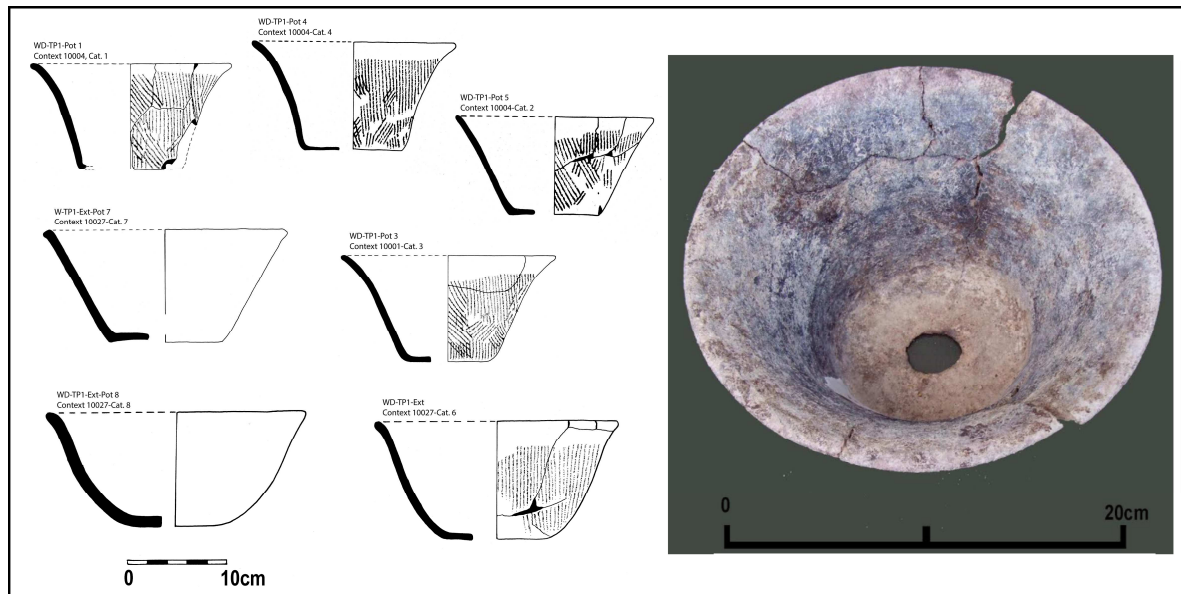 WD-TP1-Pot 1
Context 10004, Cat. 1
WD-TP1-Pot 4
Context 10004-Cat. 4
WD-TP1-Pot 5
Context 10004-Cat. 2
W-TP1-Ext-Pot 7
Context 10027-Cat. 7
WD-TP1-Pot 3
Context 10001-Cat. 3
WD-TP1-Ext-Pot 8
Context 10027-Cat. 8
WD-TP1-Ext
Context 10027-Cat. 6
0 10cm
0 20cm